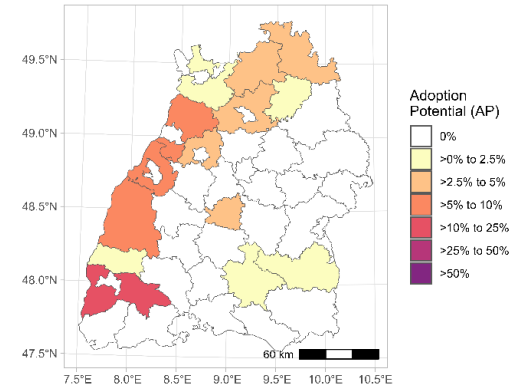 49.5°N
49.0°N
48.5°N
48.0°N
47.5°N
7.5°E 8.0°E 8.5°E 9.0°E 9.5°E 10.0°E 10.5°E
60 km
Adoption
Potential (AP)
0%
>0% to 2.5%
>2.5% to 5%
>5% to 10%
>10% to 25%
>25% to 50%
>50%